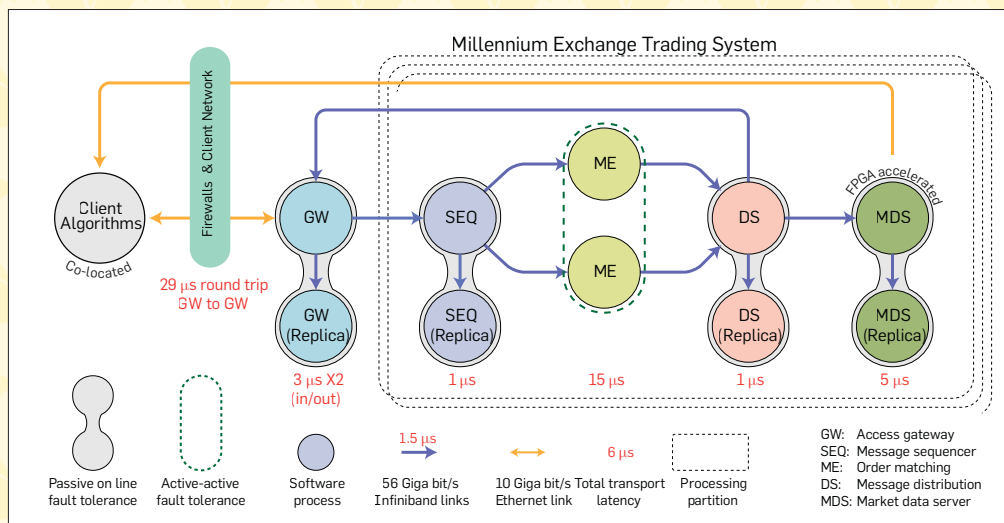 Millennium Exchange Trading System
Firewalls & Client Network
Client
Algorithms
Co-located
29 μs round trip
GW to GW
GW
GW
(Replica)
3 μs X2
(in/out)
SEQ
SEQ
(Replica)
1 μs
ME
ME
15 μs
DS
DS
(Replica)
1 μs
FPGA accelerated
MDS
MDS
(Replica)
5 μs
Passive on line
fault tolerance
Active-active
fault tolerance
Software
process
1.5 μs
56 Giga bit/s
Infiniband links
10 Giga bit/s
Ethernet link
6 μs
Total transport
latency
Processing
partition
GW: Access gateway
SEQ: Message sequencer
ME: Order matching
DS: Message distribution
MDS: Market data server